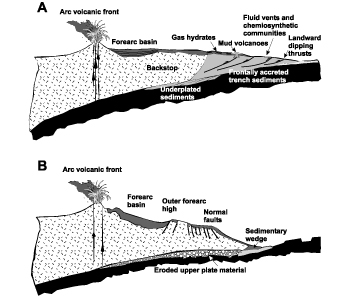 A
Arc volcanic front
Forearc basin
Gas hydrates
Mud volcanoes
Fluid vents and
chemiosynthetic
communities
Landward
dipping
thrusts
Backstop
Frontally accreted
trench sediments
Underplated
sediments
B
Arc volcanic front
Forearc
basin
Outer forearc
high
Normal
faults
Sedimentary
wedge
Eroded upper plate material